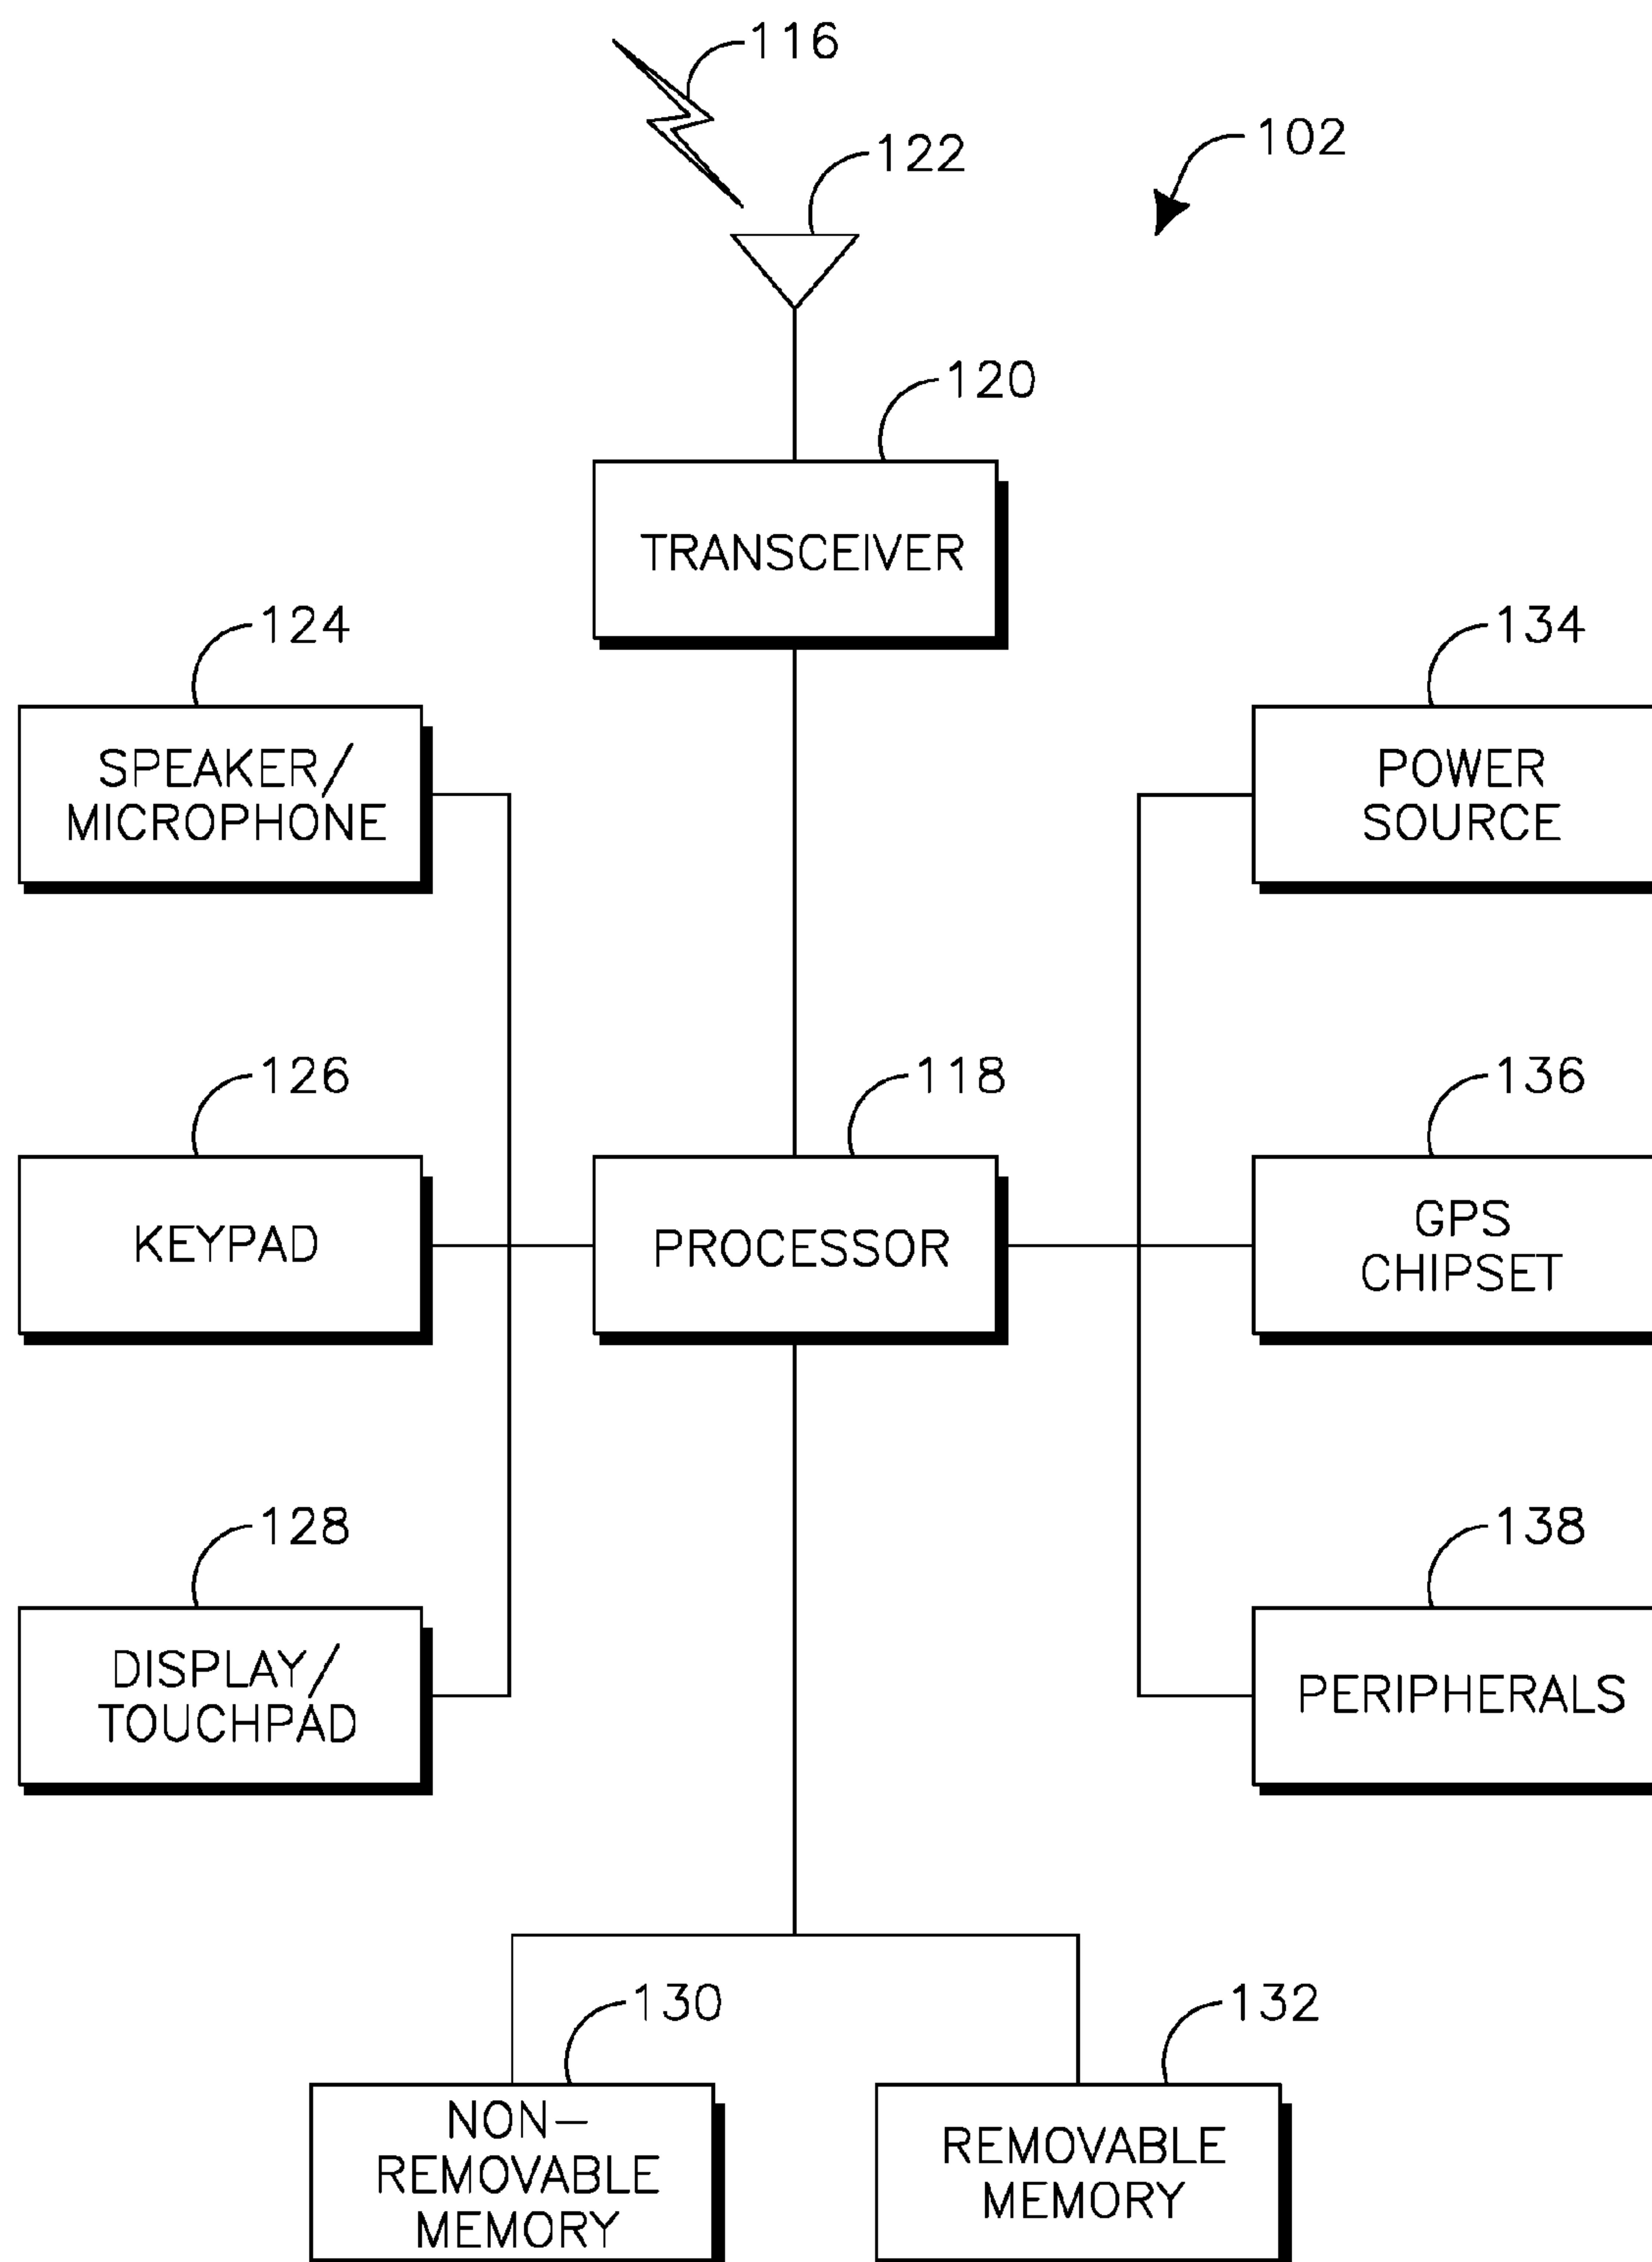 116
122
102
120
TRANSCEIVER
124
134
SPEAKER/
MICROPHONE
POWER
SOURCE
126
118
136
KEYPAD
PROCESSOR
GPS
CHIPSET
128
138
DISPLAY/
TOUCHPAD
PERIPHERALS
130
132
NON-
REMOVABLE
MEMORY
REMOVABLE
MEMORY